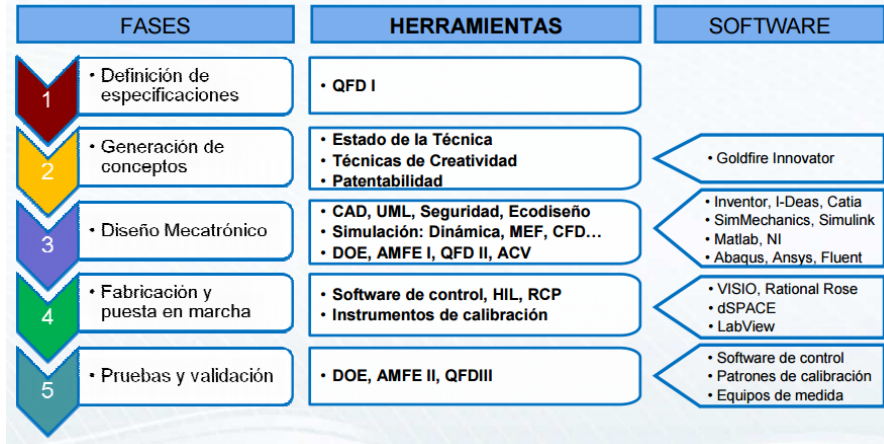 FASES
HERRAMIENTAS
SOFTWARE
1
• Definición de
especificaciones
• QFD I
2
• Generación de
conceptos
• Estado de la Técnica
• Técnicas de Creatividad
• Patentabilidad
• Goldfire Innovator
3
• Diseño Mecatrónico
• CAD, UML, Seguridad, Ecodiseño
• Simulación: Dinámica, MEF, CFD…
• DOE, AMFE I, QFD II, ACV
• Inventor, I-Deas, Catia
• SimMechanics, Simulink
• Matlab, NI
• Abaqus, Ansys, Fluent
4
• Fabricación y
puesta en marcha
• Software de control, HIL, RCP
• Instrumentos de calibración
• VISIO, Rational Rose
• dSPACE
• LabView
5
• Pruebas y validación
• DOE, AMFE II, QFDIII
• Software de control
• Patrones de calibración
• Equipos de medida